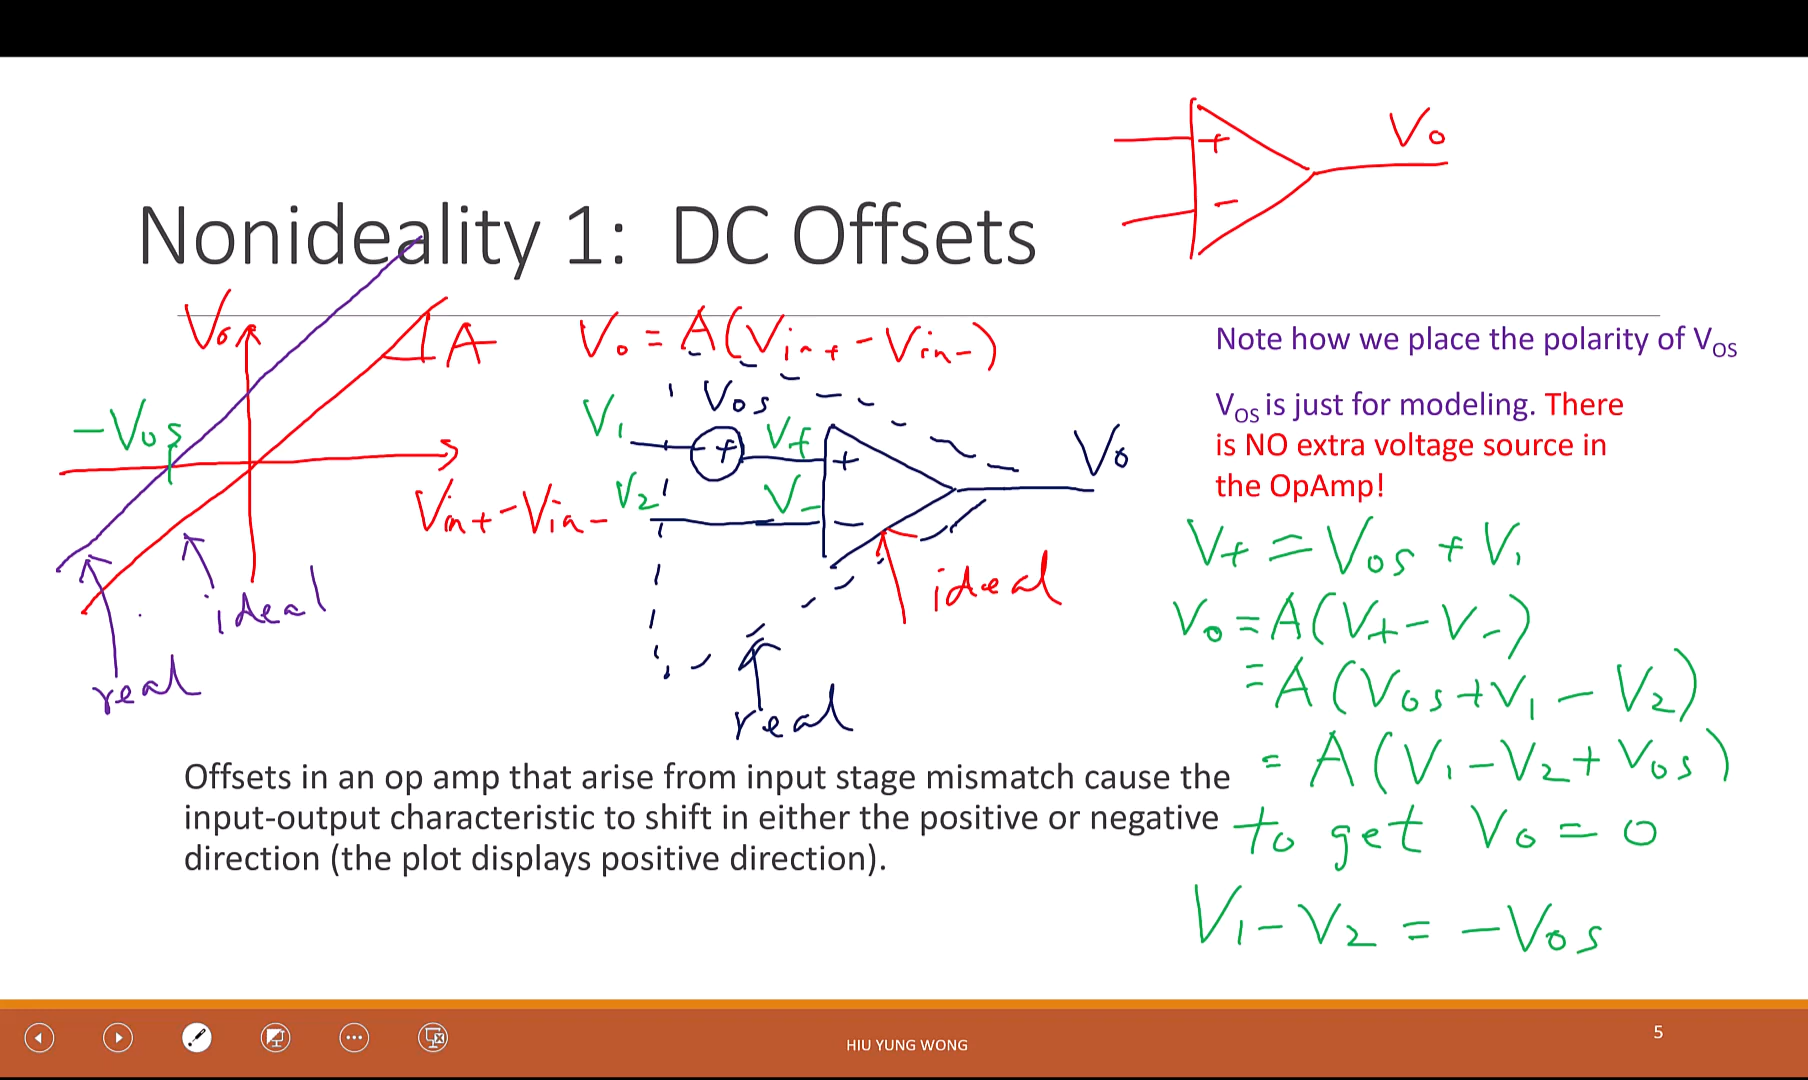 Vo
+
-
Nonideality 1: DC Offsets
Vo
A
Vo = A(Vin+ - Vin-)
Note how we place the polarity of VOS
-Vos
V1
Vos
V+
- +
+
Vo
VOS is just for modeling. There
is NO extra voltage source in
the OpAmp!
Vin+ - Vin-
V2
V-
-
V+ = Vos + V1
ideal
ideal
Vo = A(V+ - V-)
real
= A(Vos + V1 - V2)
real
= A(V1 - V2 + Vos)
Offsets in an op amp that arise from input stage mismatch cause the
input-output characteristic to shift in either the positive or negative
direction (the plot displays positive direction).
to get Vo = 0
V1 - V2 = -Vos
HIU YUNG WONG
5